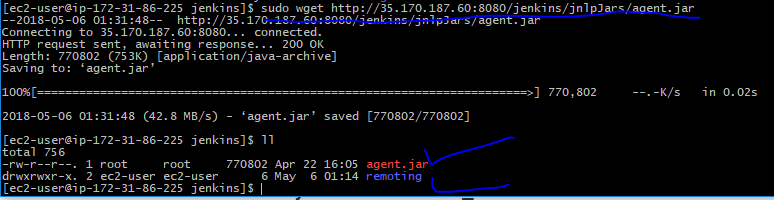 [ec2-user@ip-172-31-86-225 jenkins]$ sudo wget http://35.170.187.60:8080/jenkins/jnlpJars/agent.jar
--2018-05-06 01:31:48--  http://35.170.187.60:8080/jenkins/jnlpJars/agent.jar
Connecting to 35.170.187.60:8080... connected.
HTTP request sent, awaiting response... 200 OK
Length: 770802 (753K) [application/java-archive]
Saving to: ‘agent.jar’
100%[======================================================================>] 770,802     --.-K/s   in 0.02s
2018-05-06 01:31:48 (42.8 MB/s) - ‘agent.jar’ saved [770802/770802]
[ec2-user@ip-172-31-86-225 jenkins]$ ll
total 756
-rw-r--r--. 1 root     root     770802 Apr 22 16:05 agent.jar
drwxrwxr-x. 2 ec2-user ec2-user      6 May  6 01:14 remoting
[ec2-user@ip-172-31-86-225 jenkins]$